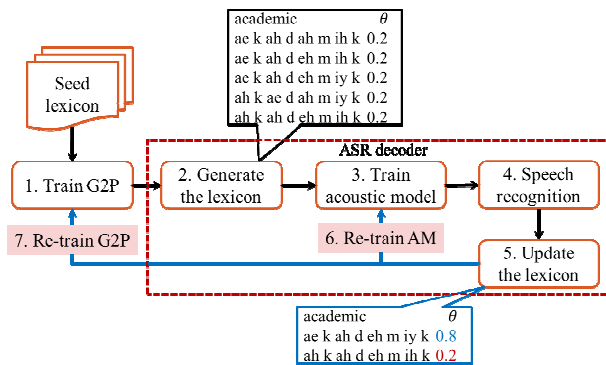 academic θ
ae k ah d ah m ih k 0.2
ae k ah d eh m ih k 0.2
ae k ah d eh m iy k 0.2
ah k ae d ah m iy k 0.2
ah k ah d eh m ih k 0.2
Seed
lexicon
ASR decoder
1. Train G2P
2. Generate
the lexicon
3. Train
acoustic model
4. Speech
recognition
7. Re-train G2P
6. Re-train AM
5. Update
the lexicon
academic θ
ae k ah d eh m iy k 0.8
ah k ah d eh m ih k 0.2